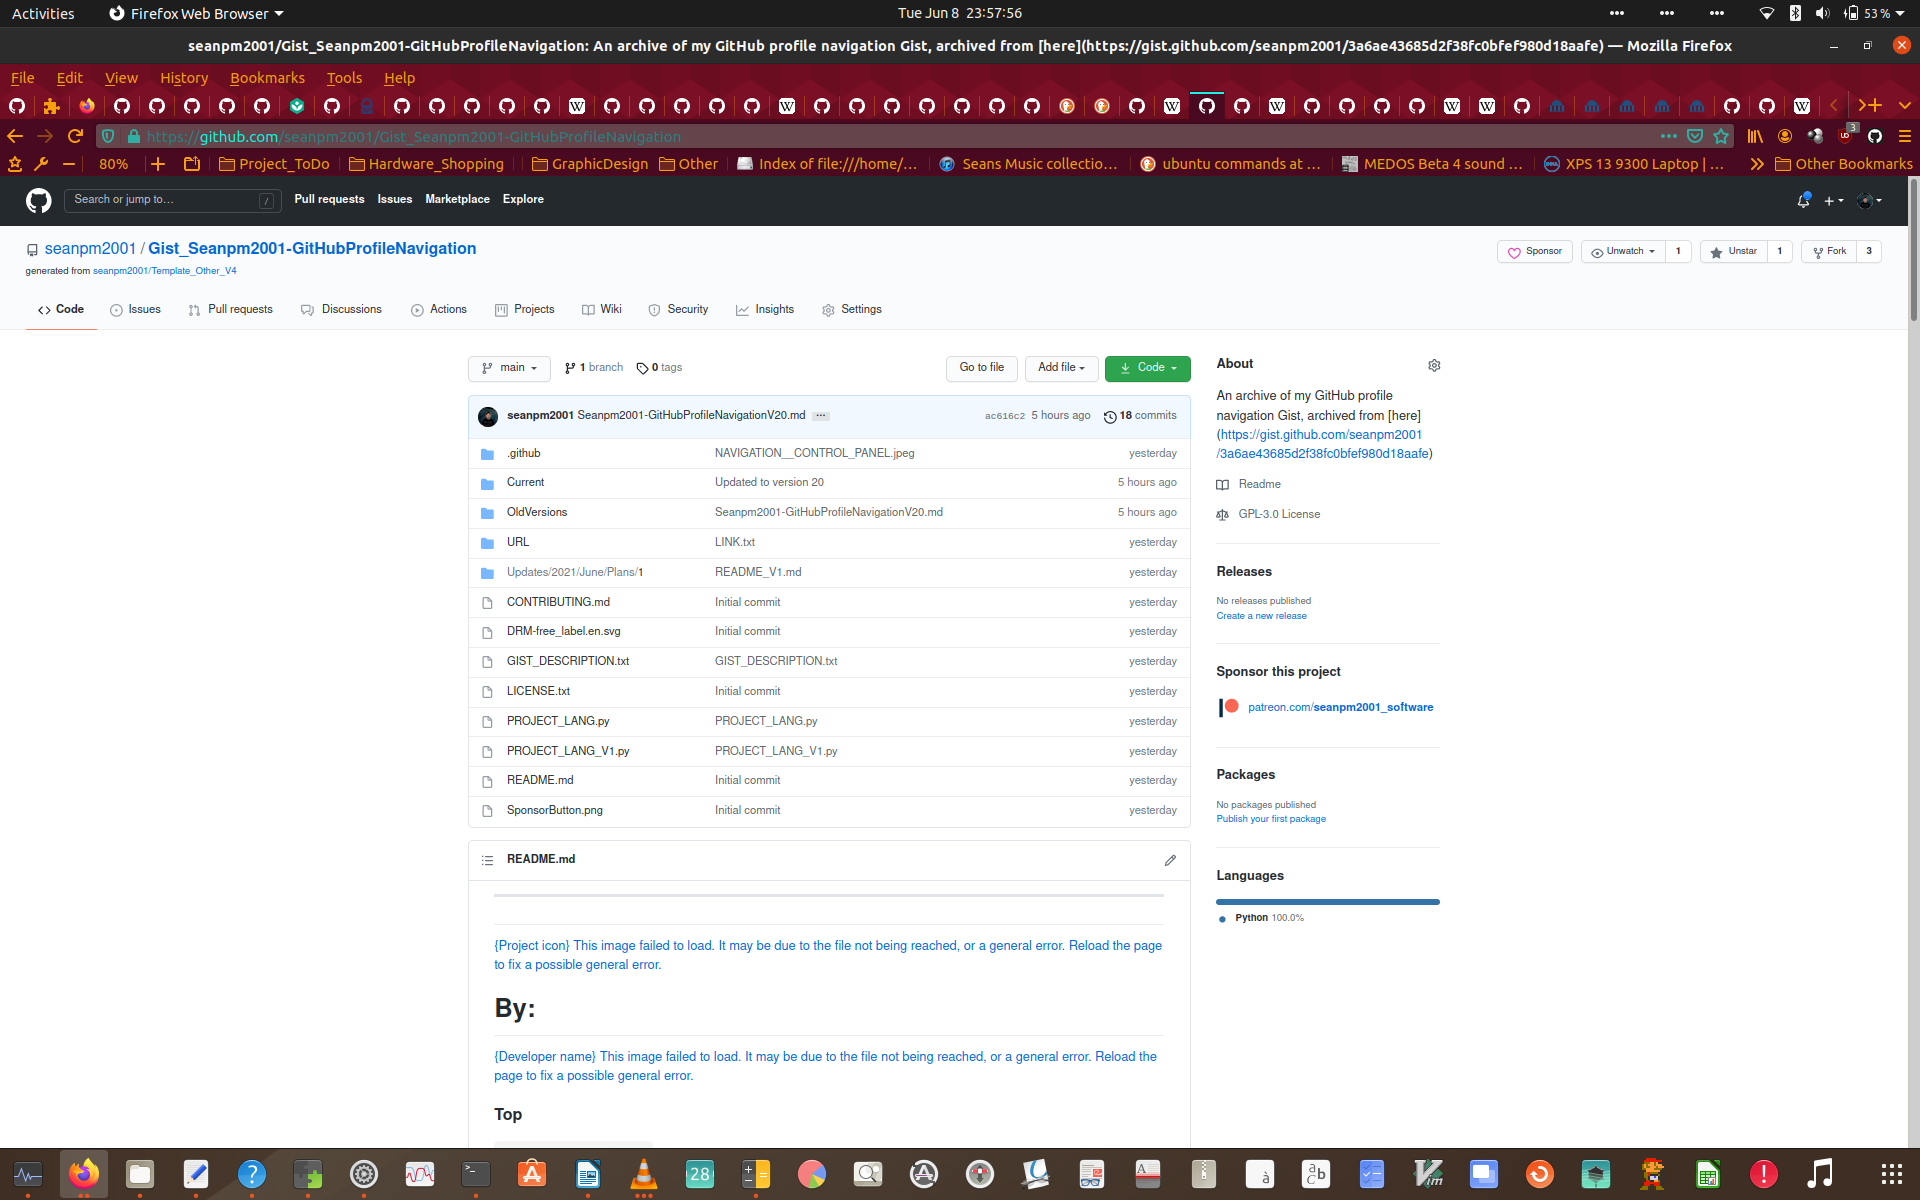 Activities
Firefox Web Browser
Tue Jun 8 23:57:56
53 %
seanpm2001/Gist_Seanpm2001-GitHubProfileNavigation: An archive of my GitHub profile navigation Gist, archived from [here](https://gist.github.com/seanpm2001/3a6ae43685d2f38fc0bfef980d18aafe) — Mozilla Firefox
File Edit View History Bookmarks Tools Help
https://github.com/seanpm2001/Gist_Seanpm2001-GitHubProfileNavigation
3
80%
Project_ToDo
Hardware_Shopping
GraphicDesign
Other
Index of file:///home/...
Seans Music collectio...
ubuntu commands at ...
MEDOS Beta 4 sound ...
XPS 13 9300 Laptop | ...
Other Bookmarks
Search or jump to...
/
Pull requests Issues Marketplace Explore
seanpm2001 / Gist_Seanpm2001-GitHubProfileNavigation
generated from seanpm2001/Template_Other_V4
Sponsor
Unwatch 1
Unstar 1
Fork 3
Code
Issues
Pull requests
Discussions
Actions
Projects
Wiki
Security
Insights
Settings
main
1 branch
0 tags
Go to file
Add file
Code
seanpm2001 Seanpm2001-GitHubProfileNavigationV20.md ...
ac616c2 5 hours ago
18 commits
.github NAVIGATION__CONTROL_PANEL.jpeg yesterday
Current Updated to version 20 5 hours ago
OldVersions Seanpm2001-GitHubProfileNavigationV20.md 5 hours ago
URL LINK.txt yesterday
Updates/2021/June/Plans/1 README_V1.md yesterday
CONTRIBUTING.md Initial commit yesterday
DRM-free_label.en.svg Initial commit yesterday
GIST_DESCRIPTION.txt GIST_DESCRIPTION.txt yesterday
LICENSE.txt Initial commit yesterday
PROJECT_LANG.py PROJECT_LANG.py yesterday
PROJECT_LANG_V1.py PROJECT_LANG_V1.py yesterday
README.md Initial commit yesterday
SponsorButton.png Initial commit yesterday
README.md
{Project icon} This image failed to load. It may be due to the file not being reached, or a general error. Reload the page
to fix a possible general error.
By:
{Developer name} This image failed to load. It may be due to the file not being reached, or a general error. Reload the
page to fix a possible general error.
Top
About
An archive of my GitHub profile
navigation Gist, archived from [here]
(https://gist.github.com/seanpm2001
/3a6ae43685d2f38fc0bfef980d18aafe)
Readme
GPL-3.0 License
Releases
No releases published
Create a new release
Sponsor this project
patreon.com/seanpm2001_software
Packages
No packages published
Publish your first package
Languages
Python 100.0%
28